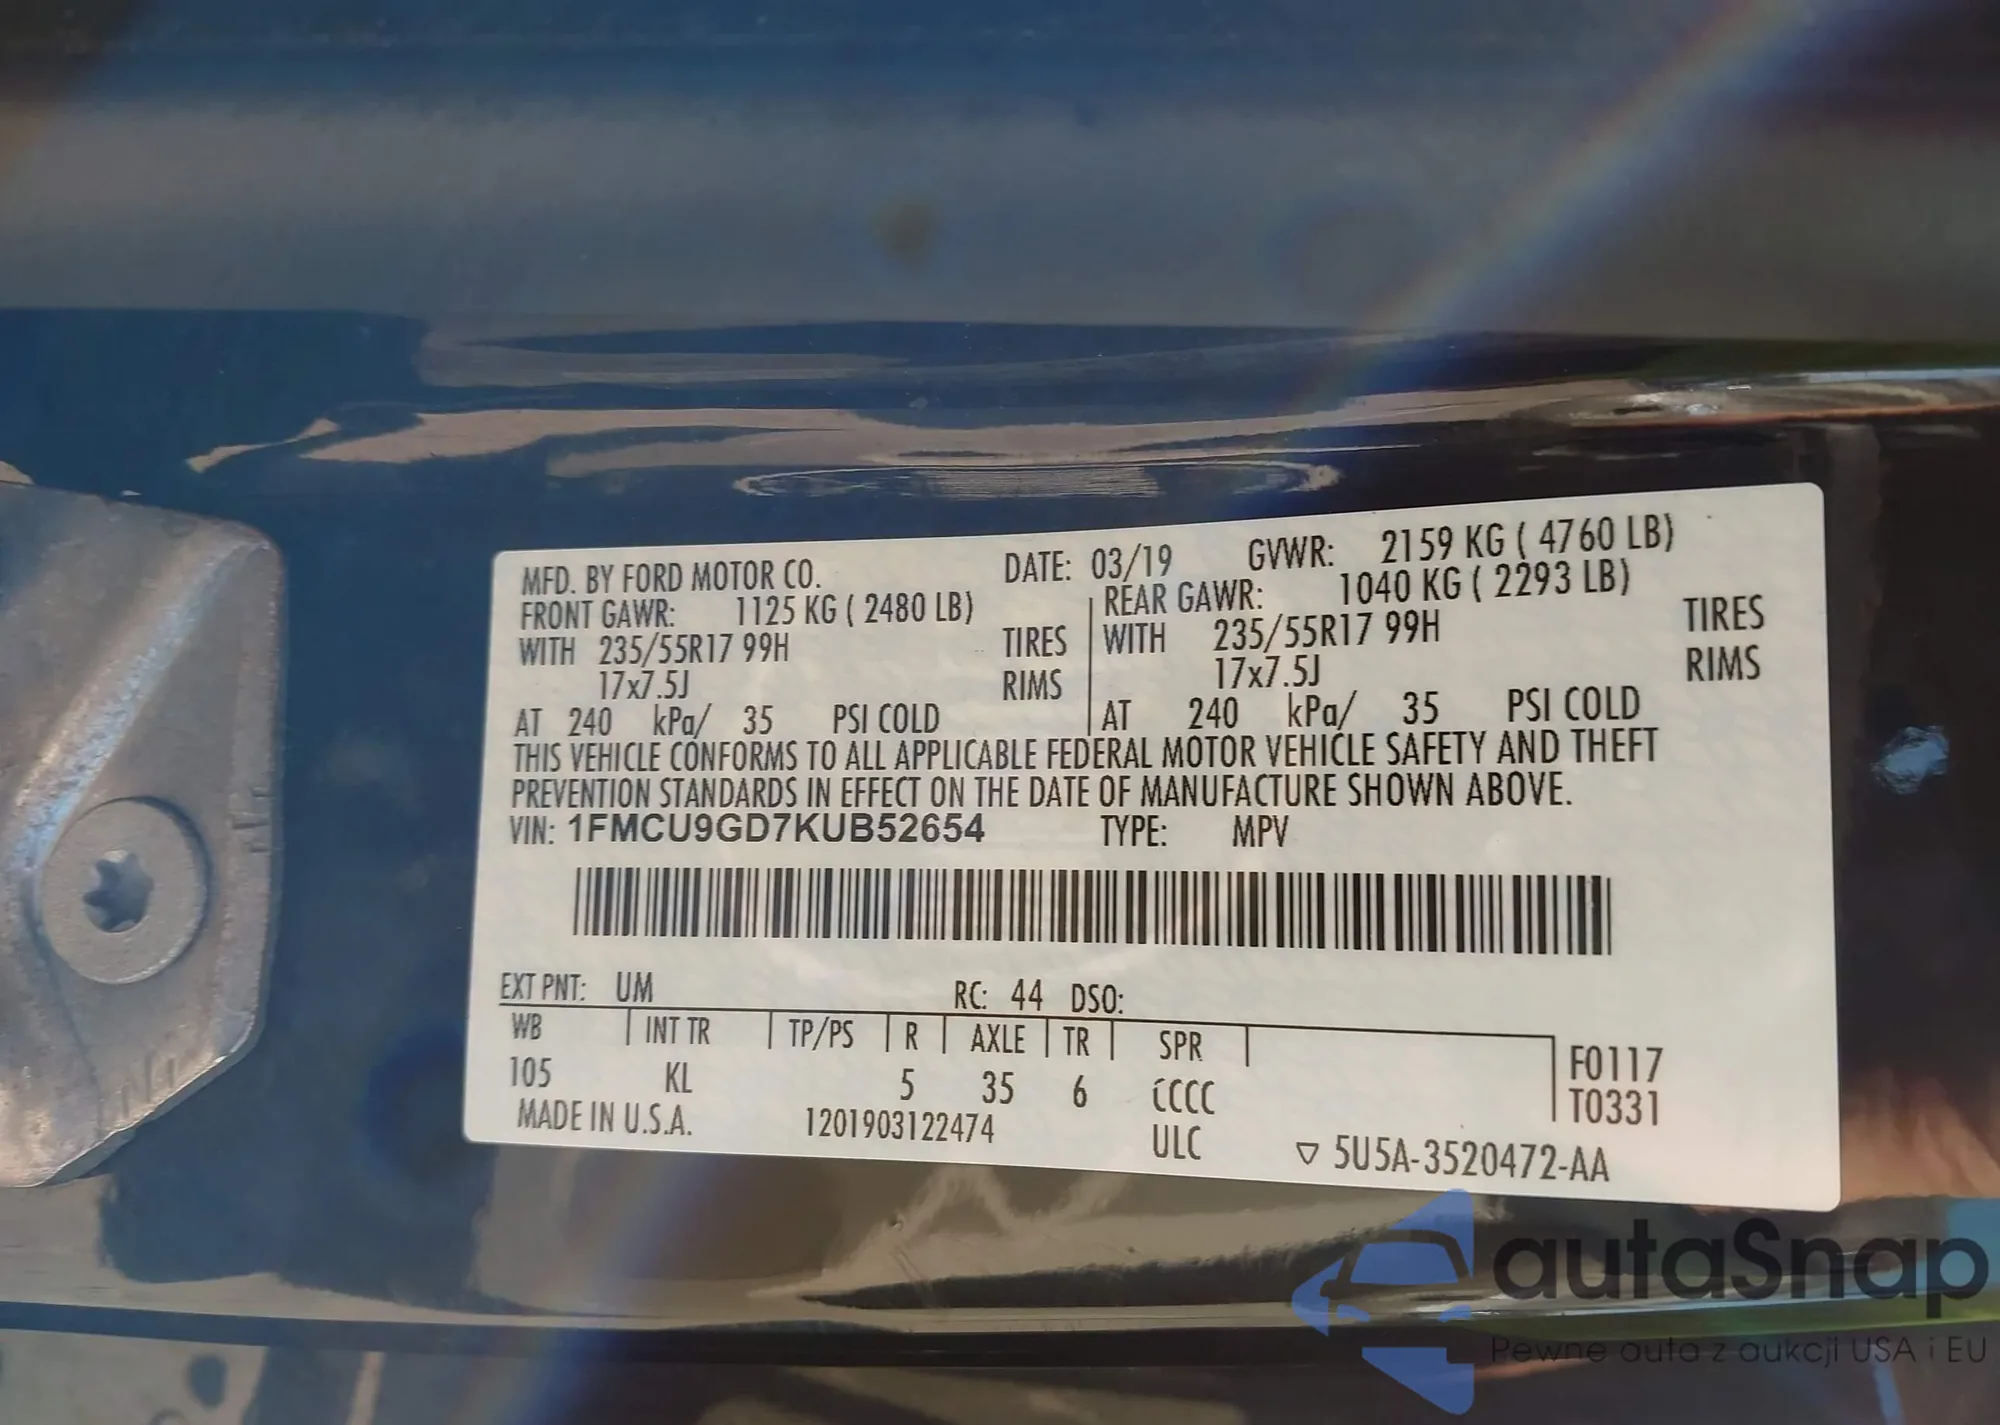 MFD. BY FORD MOTOR CO. DATE: 03/19 GVWR: 2159 KG ( 4760 LB)
FRONT GAWR: 1125 KG ( 2480 LB) REAR GAWR: 1040 KG ( 2293 LB)
WITH 235/55R17 99H TIRES WITH 235/55R17 99H TIRES
17x7.5J RIMS 17x7.5J RIMS
AT 240 kPa/ 35 PSI COLD AT 240 kPa/ 35 PSI COLD
THIS VEHICLE CONFORMS TO ALL APPLICABLE FEDERAL MOTOR VEHICLE SAFETY AND THEFT
PREVENTION STANDARDS IN EFFECT ON THE DATE OF MANUFACTURE SHOWN ABOVE.
VIN: 1FMCU9GD7KUB52654 TYPE: MPV
EXT PNT: UM RC: 44 DSO:
WB INT TR TP/PS R AXLE TR SPR
105 KL 5 35 6 CCCC F0117
T0331
MADE IN U.S.A. 1201903122474 ULC ▽ 5U5A-3520472-AA
autaSnap
Pewne auta z aukcji USA i EU